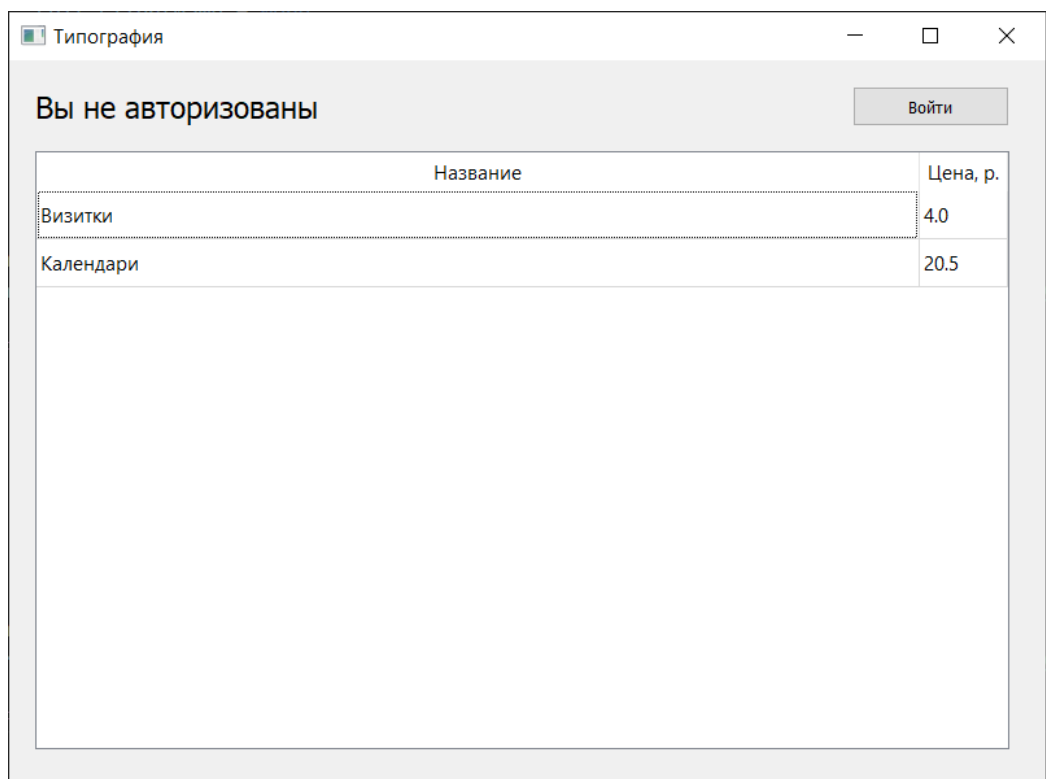 Типография
Вы не авторизованы
Войти
Название Цена, р.
Визитки 4.0
Календари 20.5